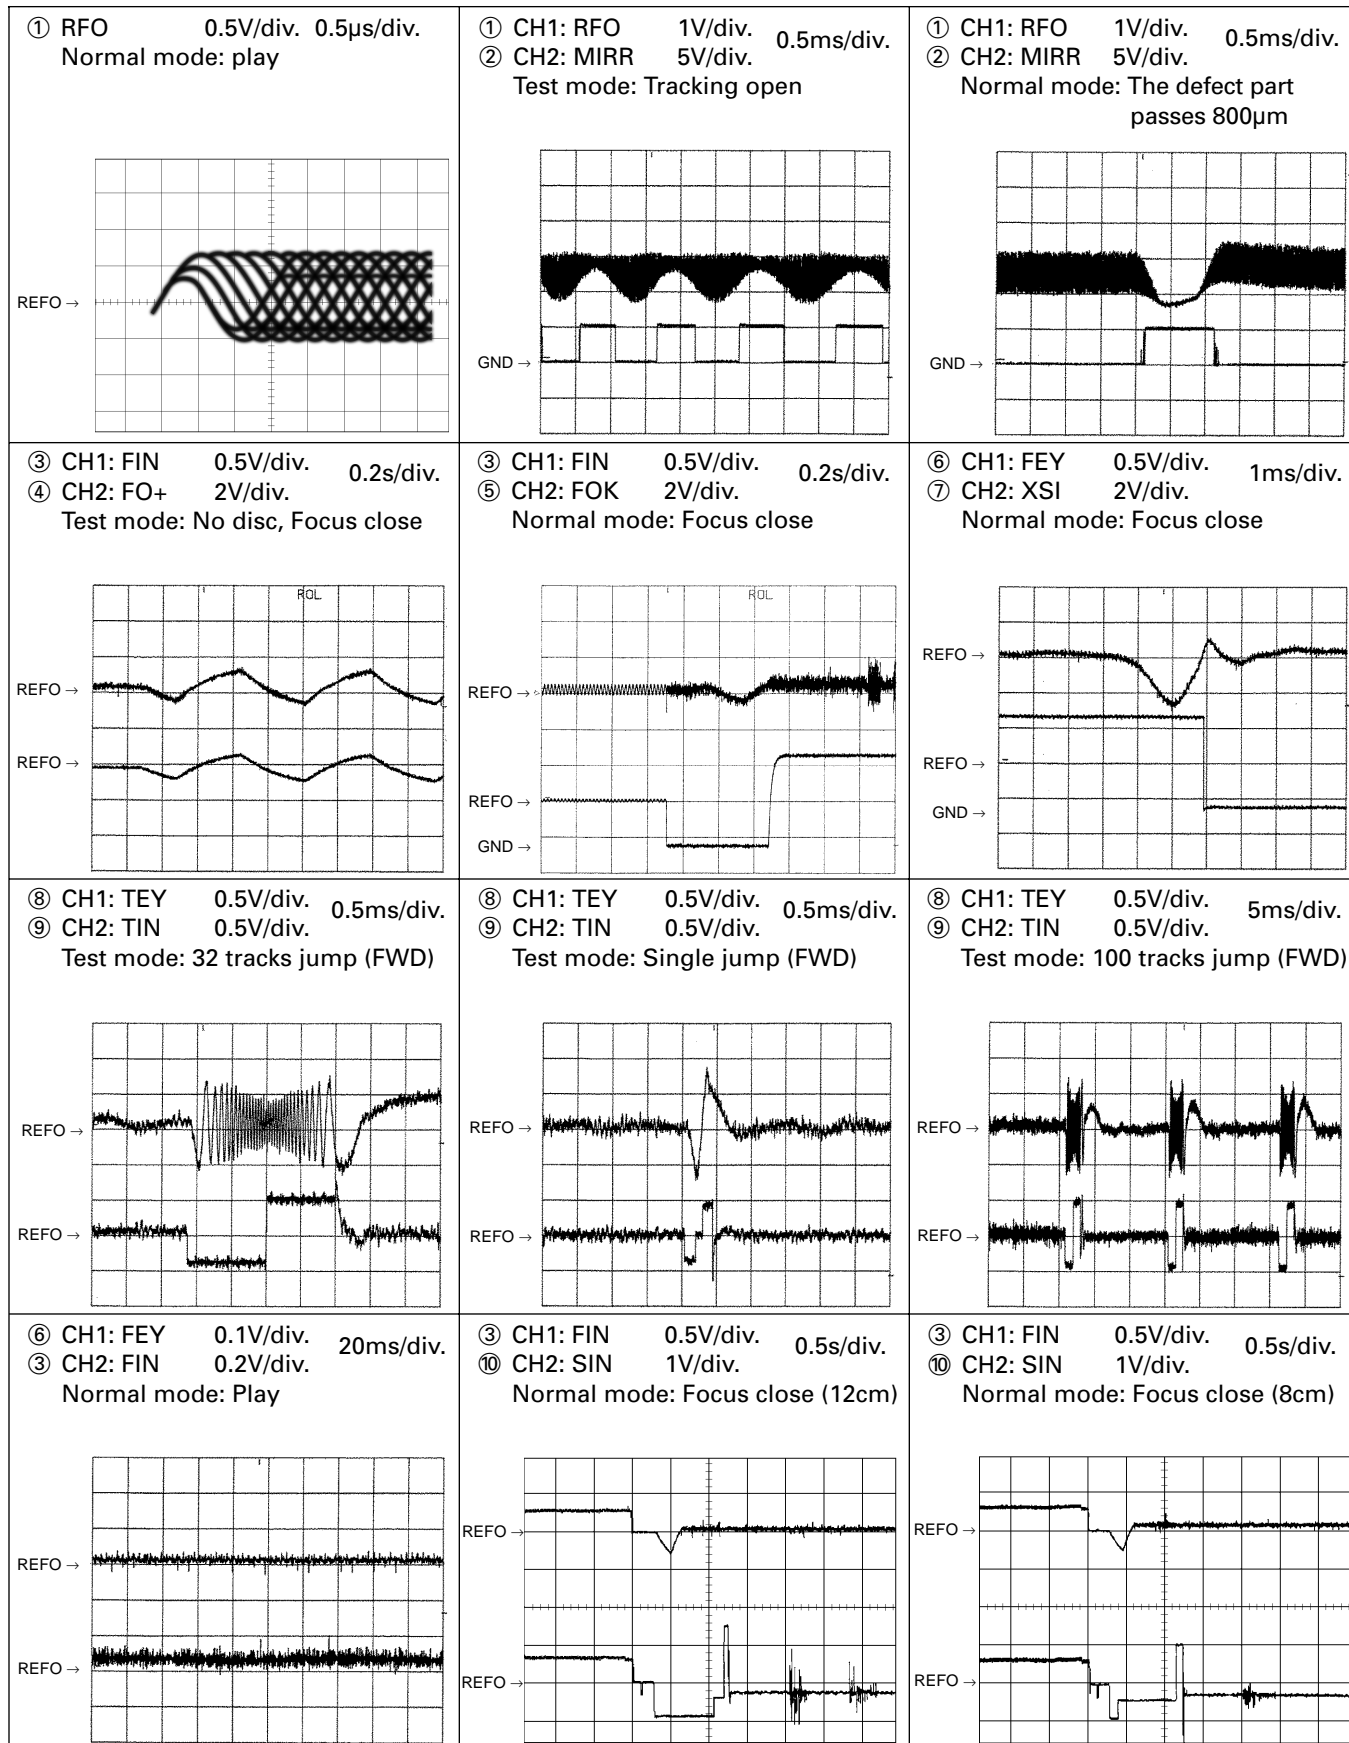 ① RFO 0.5V/div. 0.5µs/div.
Normal mode: play
REFO →
① CH1: RFO 1V/div. 0.5ms/div.
② CH2: MIRR 5V/div.
Test mode: Tracking open
GND →
① CH1: RFO 1V/div. 0.5ms/div.
② CH2: MIRR 5V/div.
Normal mode: The defect part
passes 800µm
GND →
③ CH1: FIN 0.5V/div. 0.2s/div.
④ CH2: FO+ 2V/div.
Test mode: No disc, Focus close
ROL
REFO →
REFO →
③ CH1: FIN 0.5V/div. 0.2s/div.
⑤ CH2: FOK 2V/div.
Normal mode: Focus close
ROL
REFO →
REFO →
GND →
⑥ CH1: FEY 0.5V/div. 1ms/div.
⑦ CH2: XSI 2V/div.
Normal mode: Focus close
REFO →
REFO →
GND →
⑧ CH1: TEY 0.5V/div. 0.5ms/div.
⑨ CH2: TIN 0.5V/div.
Test mode: 32 tracks jump (FWD)
REFO →
REFO →
⑧ CH1: TEY 0.5V/div. 0.5ms/div.
⑨ CH2: TIN 0.5V/div.
Test mode: Single jump (FWD)
REFO →
REFO →
⑧ CH1: TEY 0.5V/div. 5ms/div.
⑨ CH2: TIN 0.5V/div.
Test mode: 100 tracks jump (FWD)
REFO →
REFO →
⑥ CH1: FEY 0.1V/div. 20ms/div.
③ CH2: FIN 0.2V/div.
Normal mode: Play
REFO →
REFO →
③ CH1: FIN 0.5V/div. 0.5s/div.
⑩ CH2: SIN 1V/div.
Normal mode: Focus close (12cm)
REFO →
REFO →
③ CH1: FIN 0.5V/div. 0.5s/div.
⑩ CH2: SIN 1V/div.
Normal mode: Focus close (8cm)
REFO →
REFO →